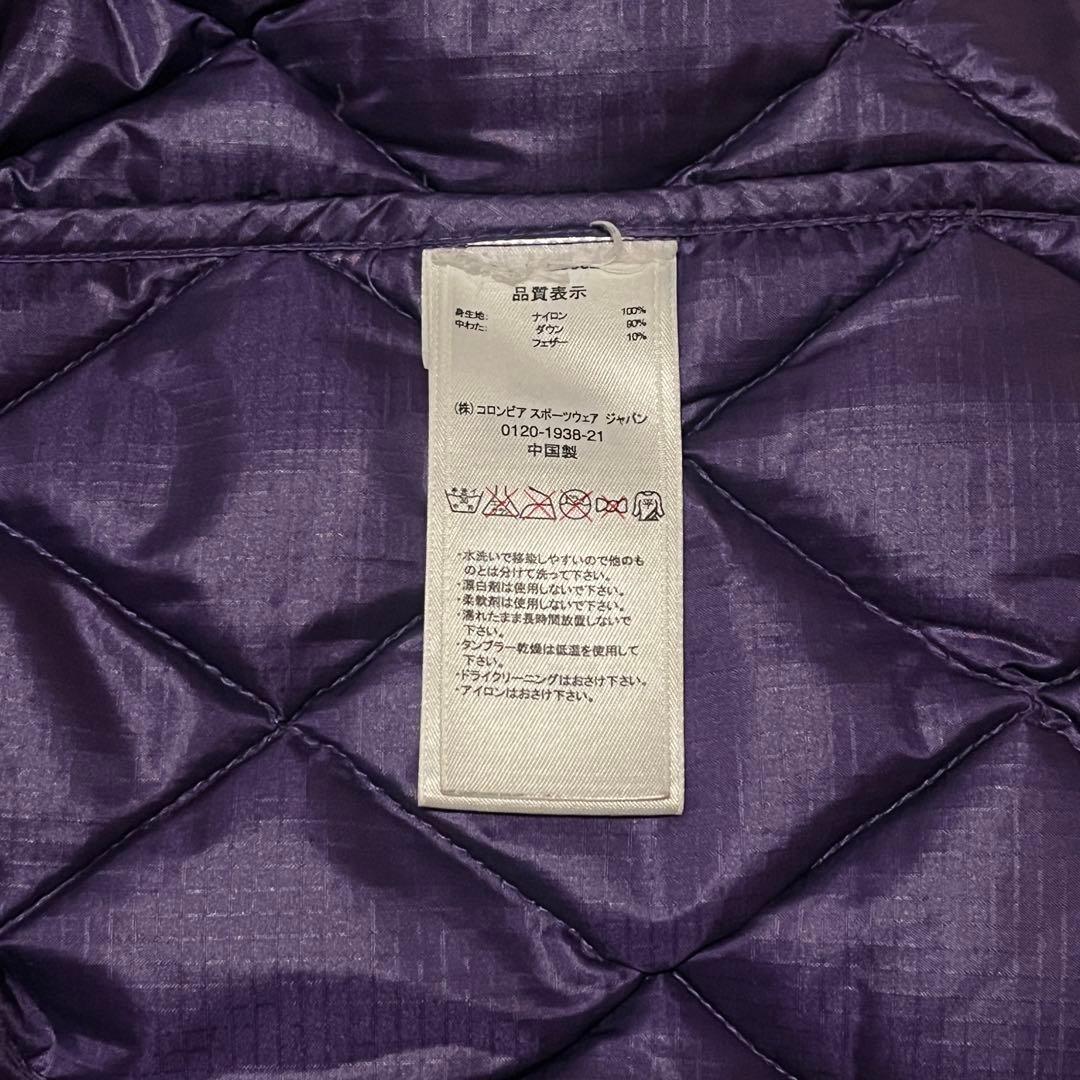 品質表示
身生地: ナイロン 100%
中わた: ダウン 90%
フェザー 10%
(株)コロンビア スポーツウェア ジャパン
0120-1938-21
中国製
30 平
・水洗いで移染しやすいので他のも
のとは分けて洗って下さい。
・漂白剤は使用しないで下さい。
・柔軟剤は使用しないで下さい。
・濡れたまま長時間放置しないで
下さい。
・タンブラー乾燥は低温を使用して
下さい。
・ドライクリーニングはおさけ下さい。
・アイロンはおさけ下さい。